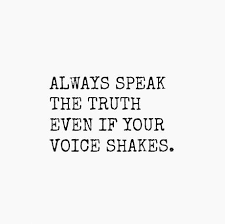 ALWAYS SPEAK
THE TRUTH
EVEN IF YOUR
VOICE SHAKES.